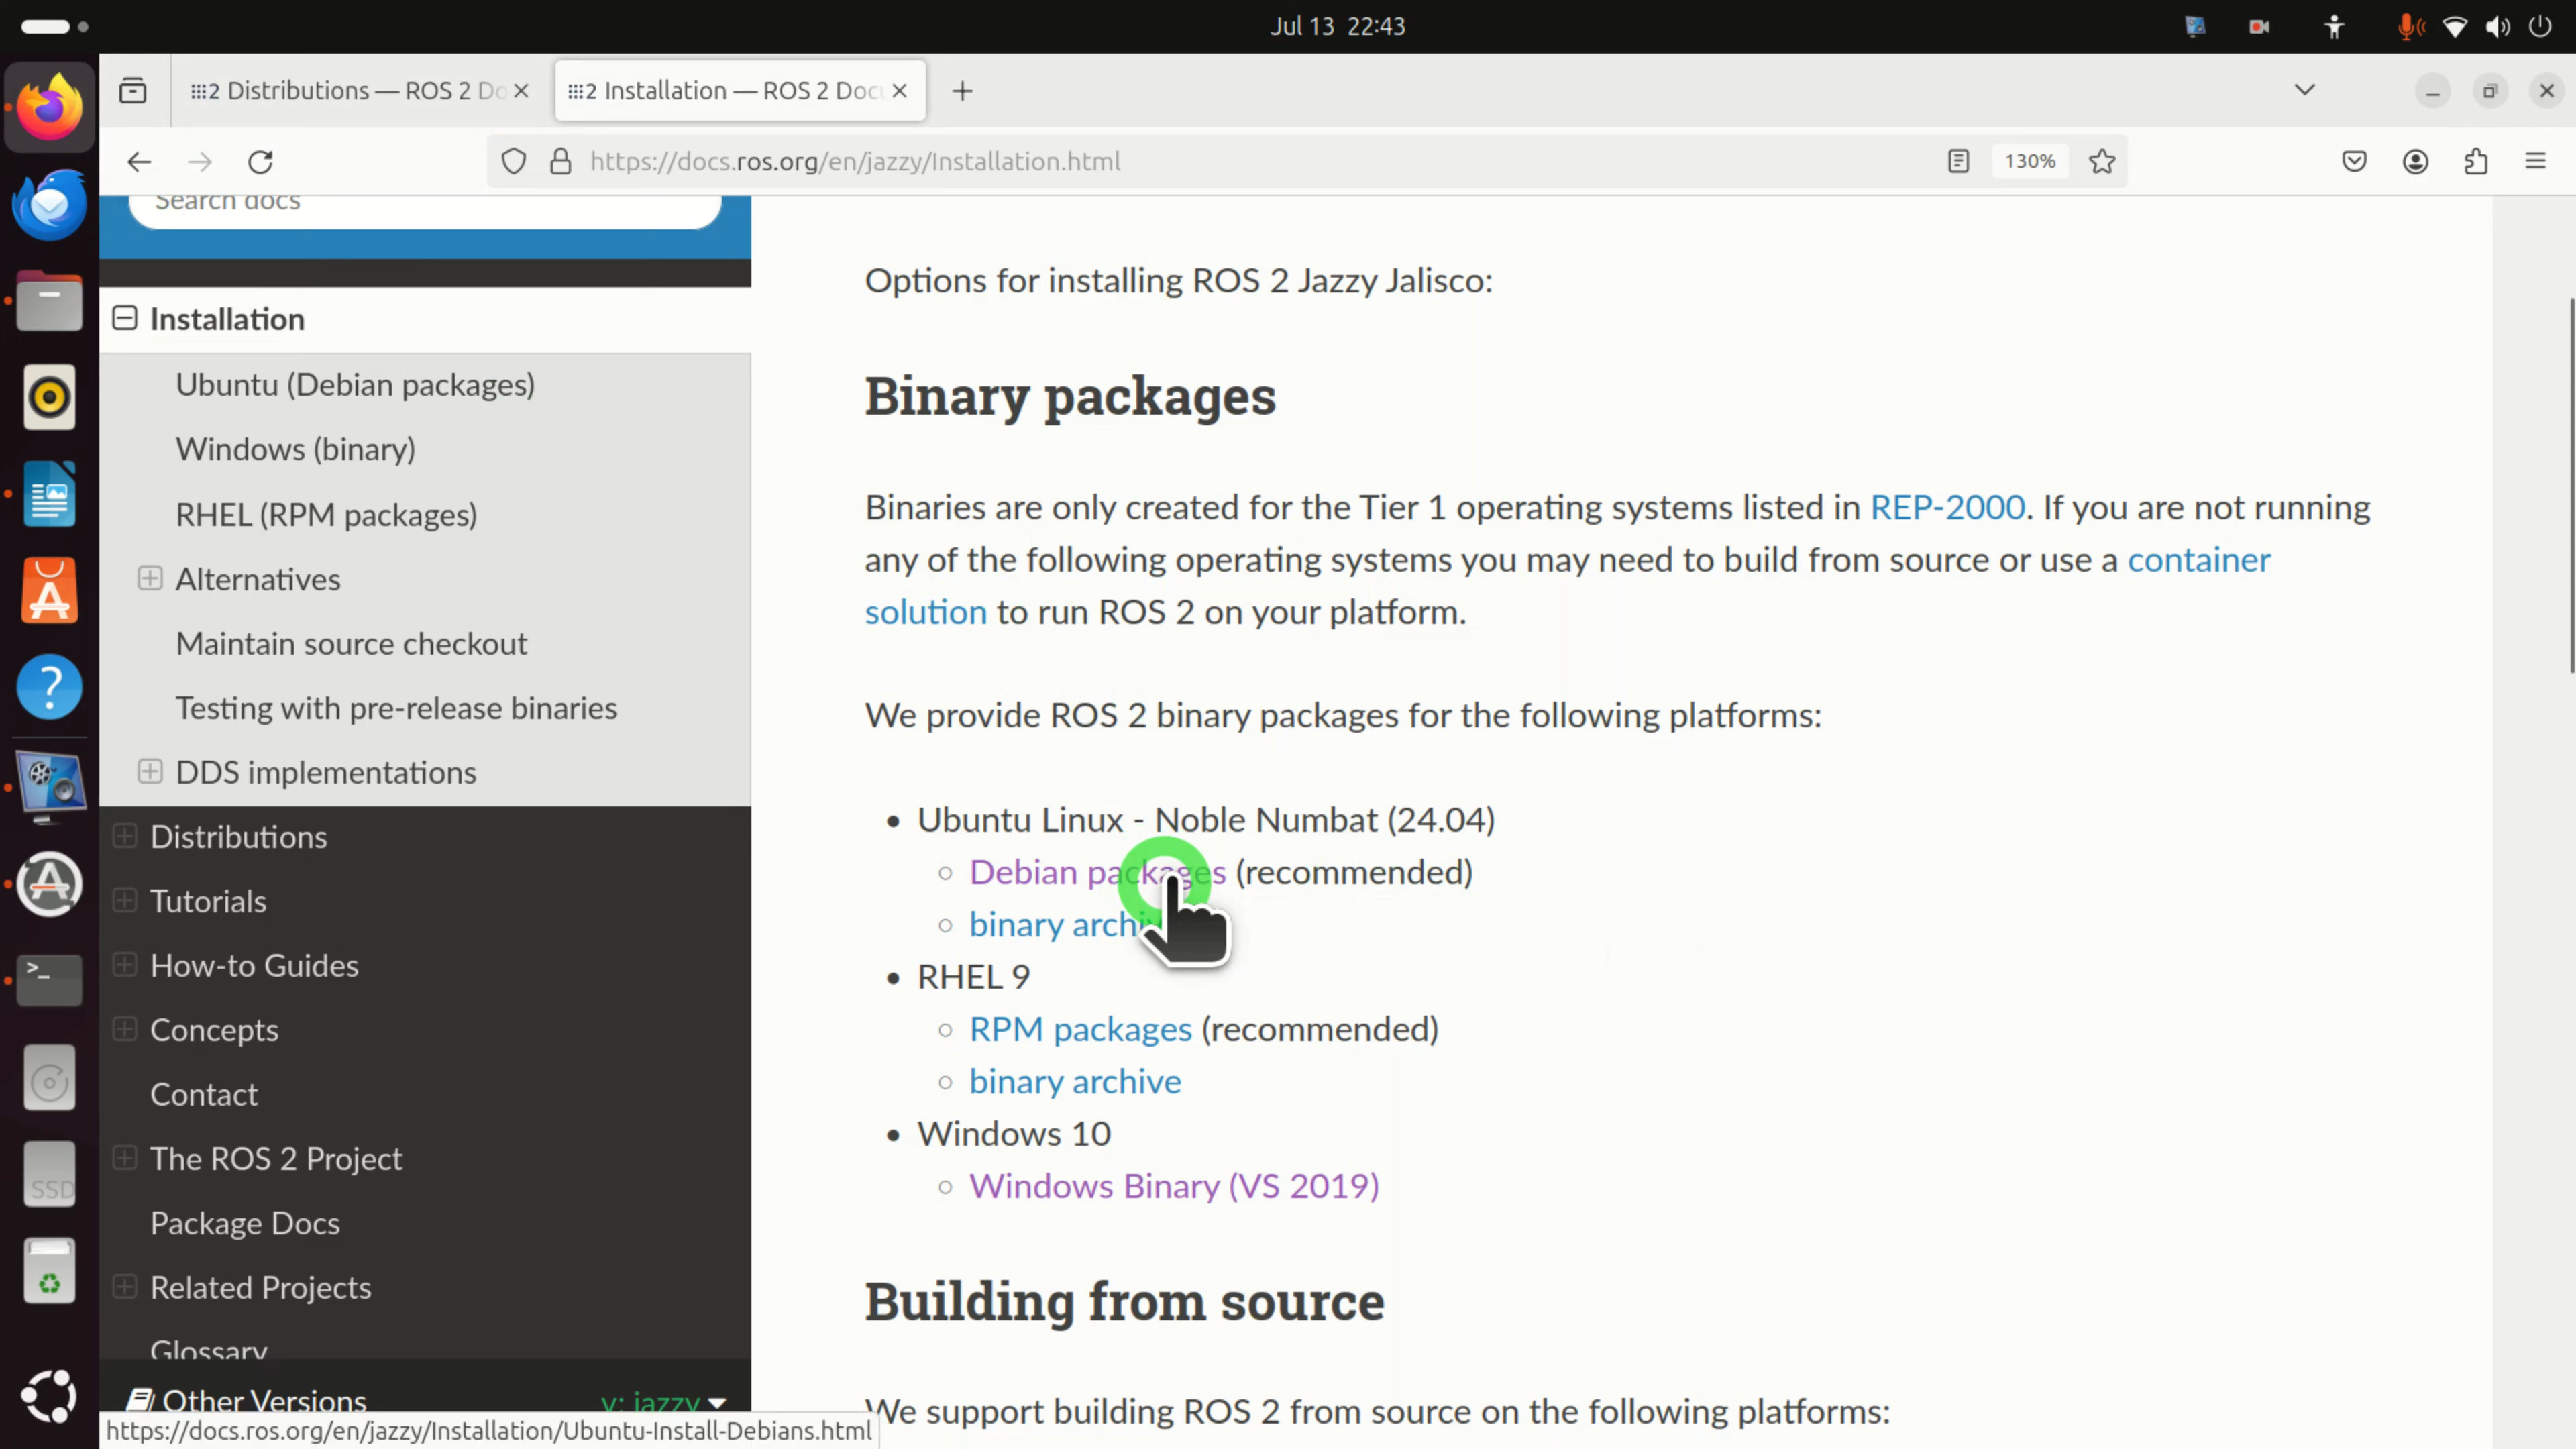 Jul 13 22:43
Distributions — ROS 2 Do
Installation — ROS 2 Doc
https://docs.ros.org/en/jazzy/Installation.html
130%
Search docs
Installation
Ubuntu (Debian packages)
Windows (binary)
RHEL (RPM packages)
Alternatives
Maintain source checkout
Testing with pre-release binaries
DDS implementations
Distributions
Tutorials
How-to Guides
Concepts
Contact
The ROS 2 Project
Package Docs
Related Projects
Glossary
Other Versions v: jazzy
https://docs.ros.org/en/jazzy/Installation/Ubuntu-Install-Debians.html
SSD
Options for installing ROS 2 Jazzy Jalisco:
Binary packages
Binaries are only created for the Tier 1 operating systems listed in REP-2000. If you are not running
any of the following operating systems you may need to build from source or use a container
solution to run ROS 2 on your platform.
We provide ROS 2 binary packages for the following platforms:
• Ubuntu Linux - Noble Numbat (24.04)
◦ Debian packages (recommended)
◦ binary archiv
• RHEL 9
◦ RPM packages (recommended)
◦ binary archive
• Windows 10
◦ Windows Binary (VS 2019)
Building from source
We support building ROS 2 from source on the following platforms: